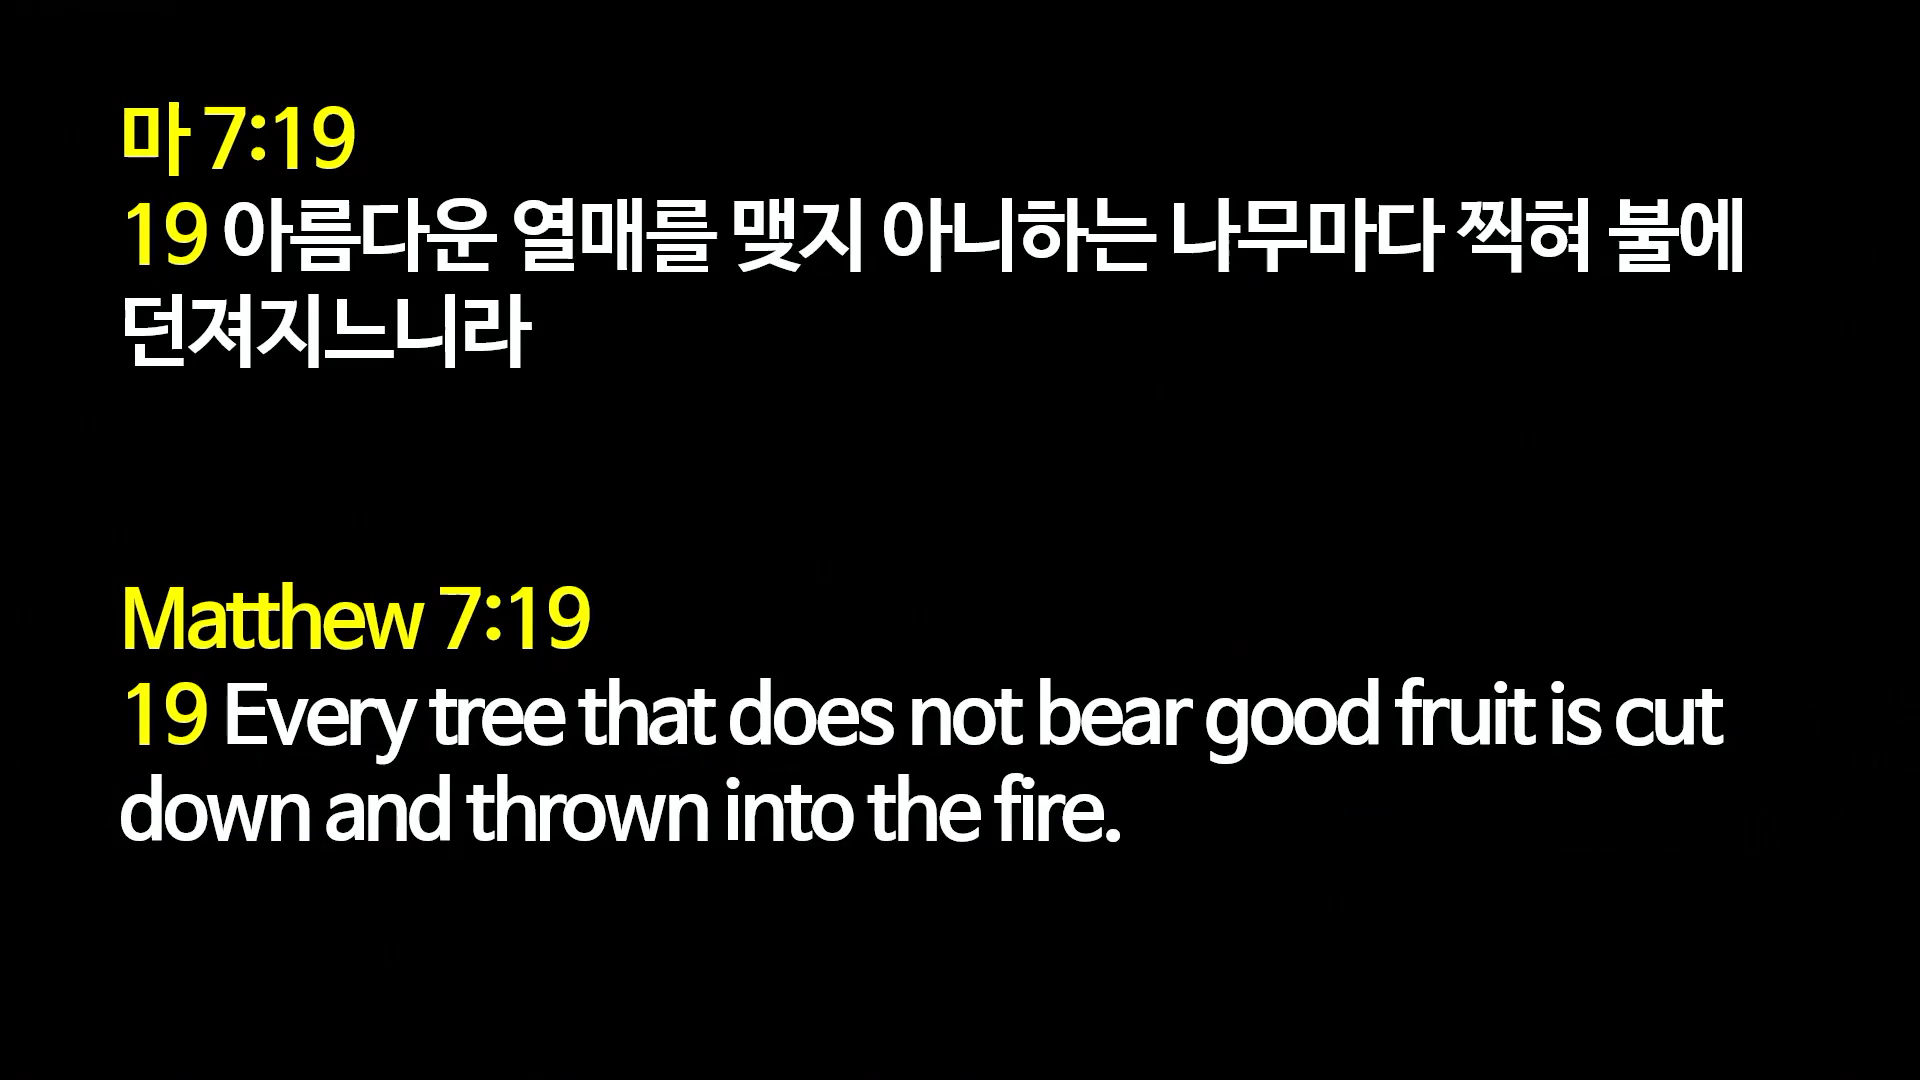 마 7:19
19 아름다운 열매를 맺지 아니하는 나무마다 찍혀 불에
던져지느니라
Matthew 7:19
19 Every tree that does not bear good fruit is cut
down and thrown into the fire.